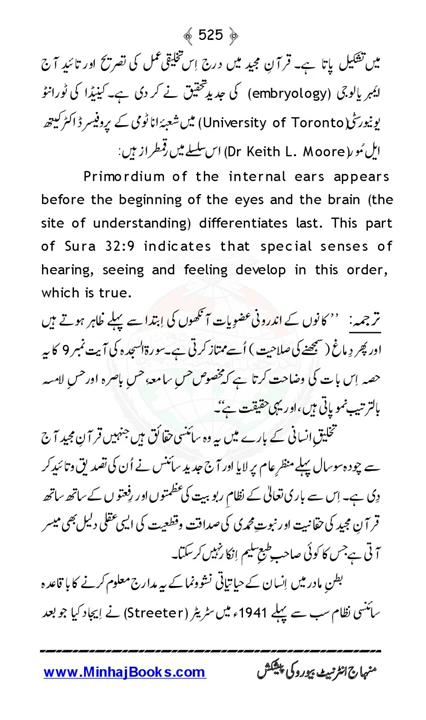 ﴿ 525 ﴾
میں تشکیل پاتا ہے۔ قرآنِ مجید میں درج اِس تخلیقی عمل کی تصریح اور تائید آج
ایمبریالوجی (embryology) کی جدید تحقیق نے کر دی ہے۔ کینیڈا کی ٹورانٹو
یونیورسٹی(University of Toronto) میں شعبۂ اناٹومی کے پروفیسر ڈاکٹر کیتھ
ایل مُور(Dr Keith L. Moore) اس سلسلے میں رقمطراز ہیں:
Primordium of the internal ears appears
before the beginning of the eyes and the brain (the
site of understanding) differentiates last. This part
of Sura 32:9 indicates that special senses of
hearing, seeing and feeling develop in this order,
which is true.
ترجمہ: ’’کانوں کے اندرونی عضویات آنکھوں کی اِبتدا سے پہلے ظاہر ہوتے ہیں
اور پھر دِماغ (سمجھنے کی صلاحیت) اُسے ممتاز کرتی ہے۔ سورۃ السجدہ کی آیت نمبر 9 کا یہ
حصہ اِس بات کی وضاحت کرتا ہے کہ مخصوص حسِ سامعہ، حسِ باصرہ اور حسِ لامسہ
بالترتیب نمو پاتی ہیں، اور یہی حقیقت ہے‘‘۔
تخلیقِ اِنسانی کے بارے میں یہ وہ سائنسی حقائق ہیں جنہیں قرآنِ مجید آج
سے چودہ سو سال پہلے منظرِ عام پر لایا اور آج جدید سائنس نے اُن کی تصدیق و تائید کر
دِی ہے۔ اِس سے باری تعالیٰ کے نظامِ ربوبیت کی عظمتوں اور رِفعتوں کے ساتھ ساتھ
قرآنِ مجید کی حقانیت اور نبوتِ محمدی کی صداقت و قطعیت کی ایسی عقلی دلیل بھی میسر
آتی ہے جس کا کوئی صاحبِ طبعِ سلیم اِنکار نہیں کر سکتا۔
بطنِ مادر میں اِنسان کے حیاتیاتی نشوونما کے یہ مدارج معلوم کرنے کا باقاعدہ
سائنسی نظام سب سے پہلے 1941ء میں سٹریٹر (Streeter) نے اِیجاد کیا جو بعد
www.MinhajBooks.com منہاج انٹرنیٹ بیورو کی پیشکش